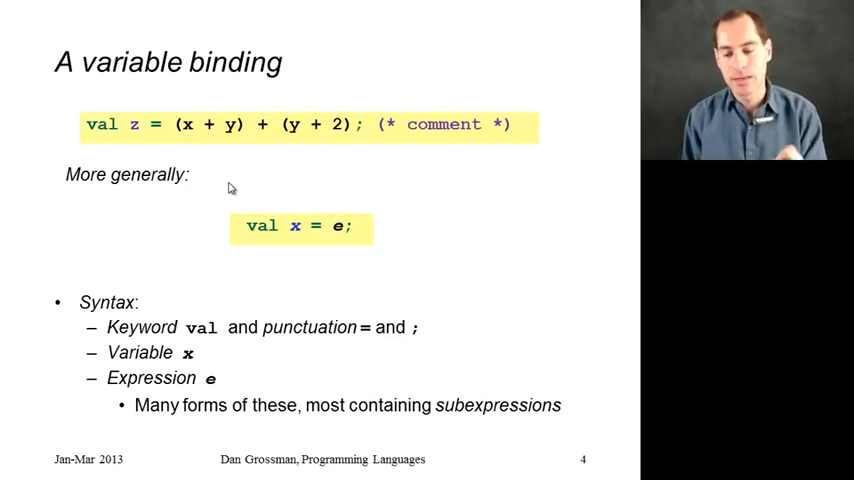 A variable binding
val z = (x + y) + (y + 2); (* comment *)
More generally:
val x = e;
• Syntax:
– Keyword val and punctuation = and ;
– Variable x
– Expression e
• Many forms of these, most containing subexpressions
Jan-Mar 2013 Dan Grossman, Programming Languages 4